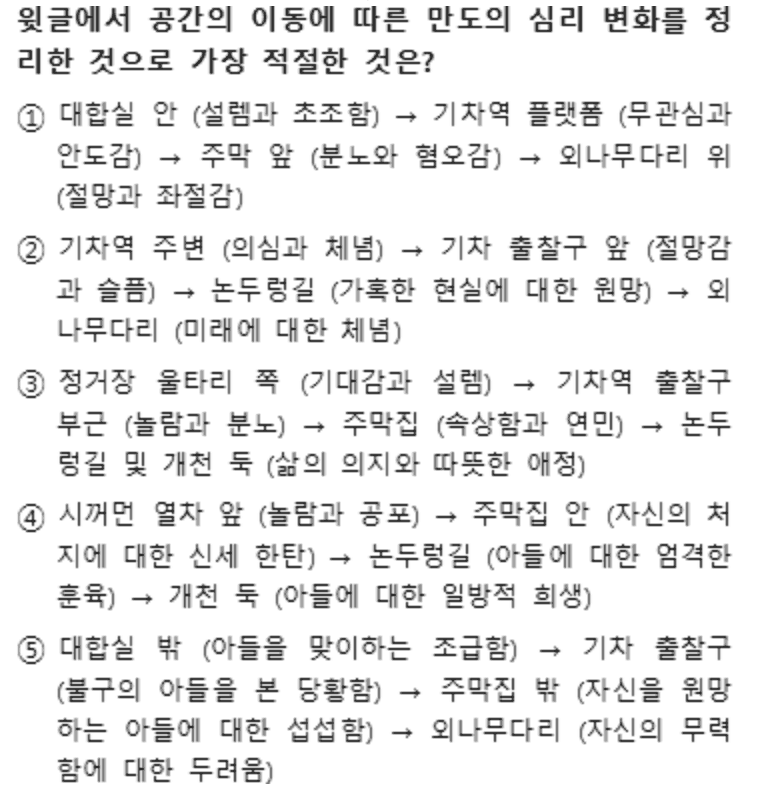 윗글에서 공간의 이동에 따른 만도의 심리 변화를 정
리한 것으로 가장 적절한 것은?
① 대합실 안 (설렘과 초조함) → 기차역 플랫폼 (무관심과
안도감) → 주막 앞 (분노와 혐오감) → 외나무다리 위
(절망과 좌절감)
② 기차역 주변 (의심과 체념) → 기차 출찰구 앞 (절망감
과 슬픔) → 논두렁길 (가혹한 현실에 대한 원망) → 외
나무다리 (미래에 대한 체념)
③ 정거장 울타리 쪽 (기대감과 설렘) → 기차역 출찰구
부근 (놀람과 분노) → 주막집 (속상함과 연민) → 논두
렁길 및 개천 둑 (삶의 의지와 따뜻한 애정)
④ 시꺼먼 열차 앞 (놀람과 공포) → 주막집 안 (자신의 처
지에 대한 신세 한탄) → 논두렁길 (아들에 대한 엄격한
훈육) → 개천 둑 (아들에 대한 일방적 희생)
⑤ 대합실 밖 (아들을 맞이하는 조급함) → 기차 출찰구
(불구의 아들을 본 당황함) → 주막집 밖 (자신을 원망
하는 아들에 대한 섭섭함) → 외나무다리 (자신의 무력
함에 대한 두려움)